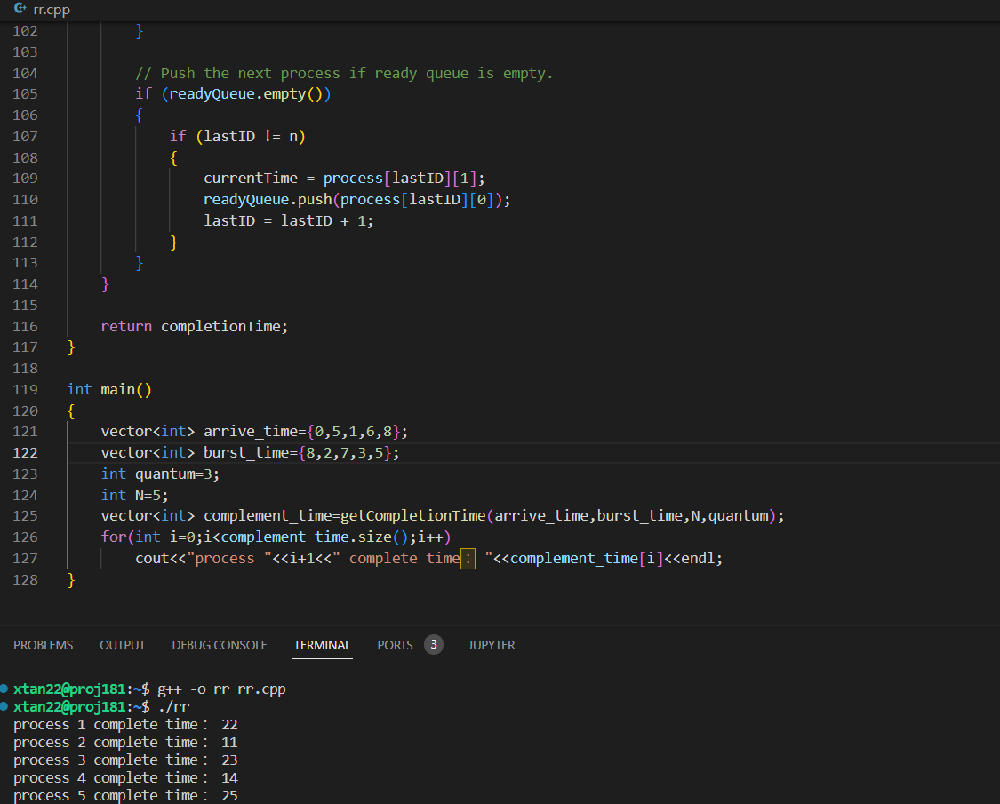 rr.cpp
102 }
103
104 // Push the next process if ready queue is empty.
105 if (readyQueue.empty())
106 {
107 if (lastID != n)
108 {
109 currentTime = process[lastID][1];
110 readyQueue.push(process[lastID][0]);
111 lastID = lastID + 1;
112 }
113 }
114 }
115
116 return completionTime;
117 }
118
119 int main()
120 {
121 vector<int> arrive_time={0,5,1,6,8};
122 vector<int> burst_time={8,2,7,3,5};
123 int quantum=3;
124 int N=5;
125 vector<int> complement_time=getCompletionTime(arrive_time,burst_time,N,quantum);
126 for(int i=0;i<complement_time.size();i++)
127 cout<<"process "<<i+1<<" complete time： "<<complement_time[i]<<endl;
128 }
PROBLEMS OUTPUT DEBUG CONSOLE TERMINAL PORTS 3 JUPYTER
xtan22@proj181:~$ g++ -o rr rr.cpp
xtan22@proj181:~$ ./rr
process 1 complete time： 22
process 2 complete time： 11
process 3 complete time： 23
process 4 complete time： 14
process 5 complete time： 25